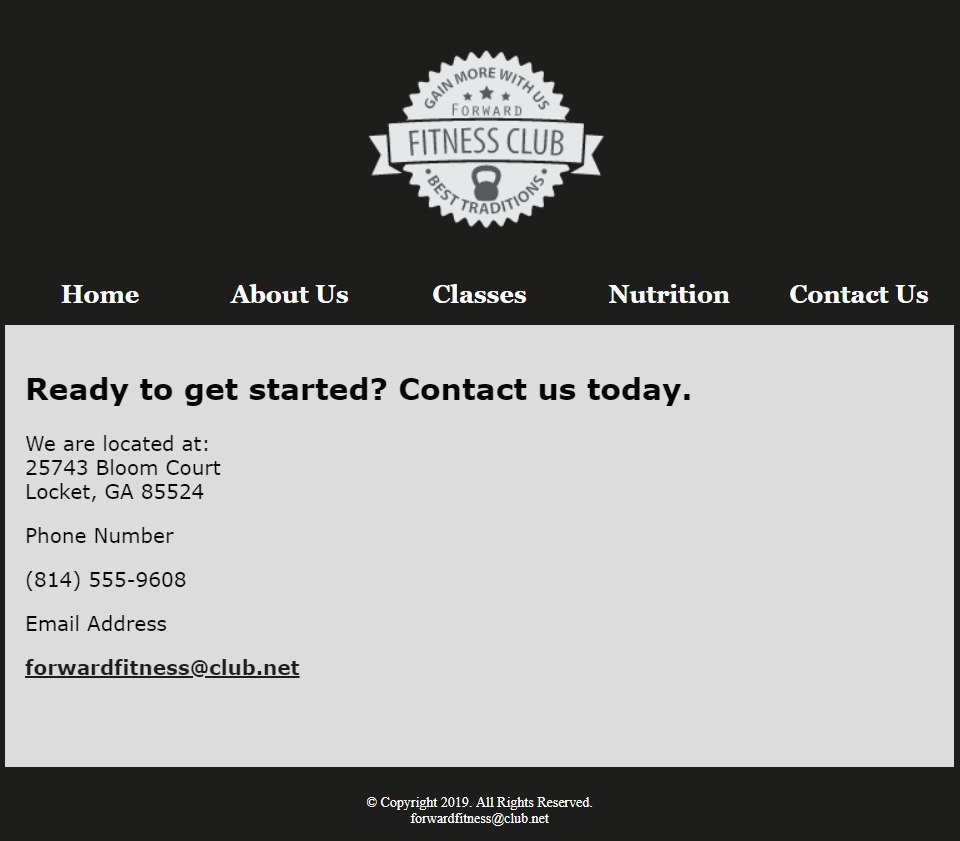 GAIN MORE WITH US
FORWARD
FITNESS CLUB
BEST TRADITIONS
Home About Us Classes Nutrition Contact Us
Ready to get started? Contact us today.
We are located at:
25743 Bloom Court
Locket, GA 85524
Phone Number
(814) 555-9608
Email Address
forwardfitness@club.net
© Copyright 2019. All Rights Reserved.
forwardfitness@club.net